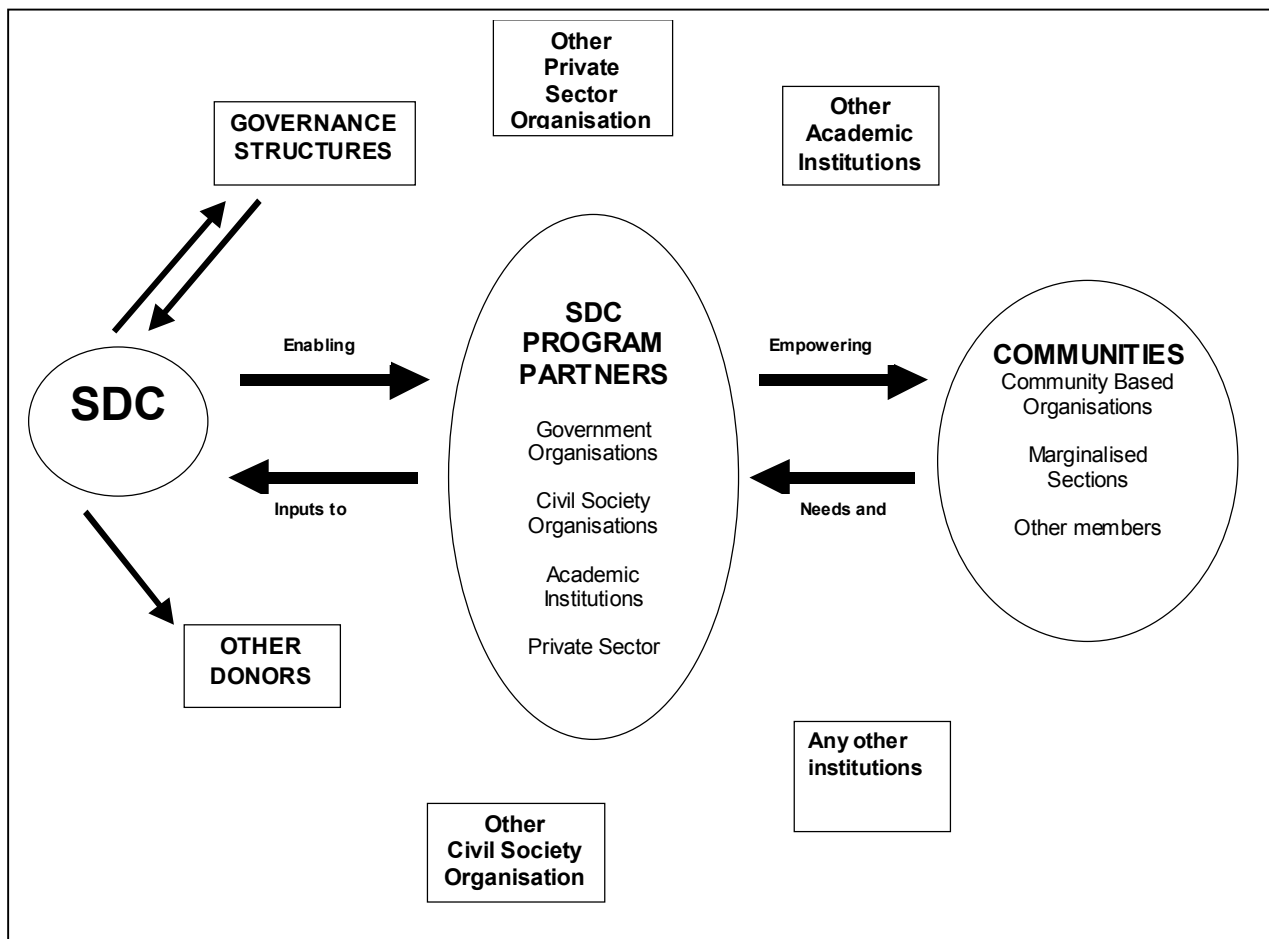 Other
Private
Sector
Organisation
Other
Academic
Institutions
GOVERNANCE
STRUCTURES
SDC
Enabling
Inputs to
SDC
PROGRAM
PARTNERS
Government
Organisations
Civil Society
Organisations
Academic
Institutions
Private Sector
Empowering
Needs and
COMMUNITIES
Community Based
Organisations
Marginalised
Sections
Other members
OTHER
DONORS
Any other
institutions
Other
Civil Society
Organisation